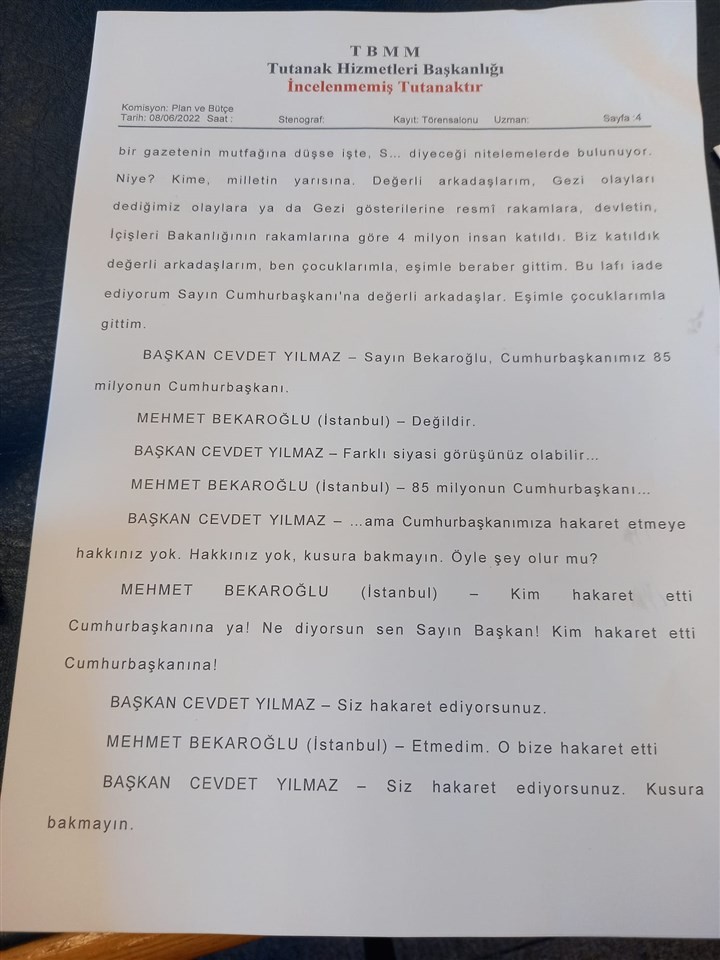 T B M M
Tutanak Hizmetleri Başkanlığı
İncelenmemiş Tutanaktır
Komisyon: Plan ve Bütçe
Tarih: 08/06/2022 Saat : Stenograf: Kayıt: Törensalonu Uzman: Sayfa :4
bir gazetenin mutfağına düşse işte, S... diyeceği nitelemelerde bulunuyor.
Niye? Kime, milletin yarısına. Değerli arkadaşlarım, Gezi olayları
dediğimiz olaylara ya da Gezi gösterilerine resmî rakamlara, devletin,
İçişleri Bakanlığının rakamlarına göre 4 milyon insan katıldı. Biz katıldık
değerli arkadaşlarım, ben çocuklarımla, eşimle beraber gittim. Bu lafı iade
ediyorum Sayın Cumhurbaşkanı'na değerli arkadaşlar. Eşimle çocuklarımla
gittim.
BAŞKAN CEVDET YILMAZ – Sayın Bekaroğlu, Cumhurbaşkanımız 85
milyonun Cumhurbaşkanı.
MEHMET BEKAROĞLU (İstanbul) – Değildir.
BAŞKAN CEVDET YILMAZ – Farklı siyasi görüşünüz olabilir...
MEHMET BEKAROĞLU (İstanbul) – 85 milyonun Cumhurbaşkanı...
BAŞKAN CEVDET YILMAZ – ...ama Cumhurbaşkanımıza hakaret etmeye
hakkınız yok. Hakkınız yok, kusura bakmayın. Öyle şey olur mu?
MEHMET BEKAROĞLU (İstanbul) – Kim hakaret etti
Cumhurbaşkanına ya! Ne diyorsun sen Sayın Başkan! Kim hakaret etti
Cumhurbaşkanına!
BAŞKAN CEVDET YILMAZ – Siz hakaret ediyorsunuz.
MEHMET BEKAROĞLU (İstanbul) – Etmedim. O bize hakaret etti
BAŞKAN CEVDET YILMAZ – Siz hakaret ediyorsunuz. Kusura
bakmayın.